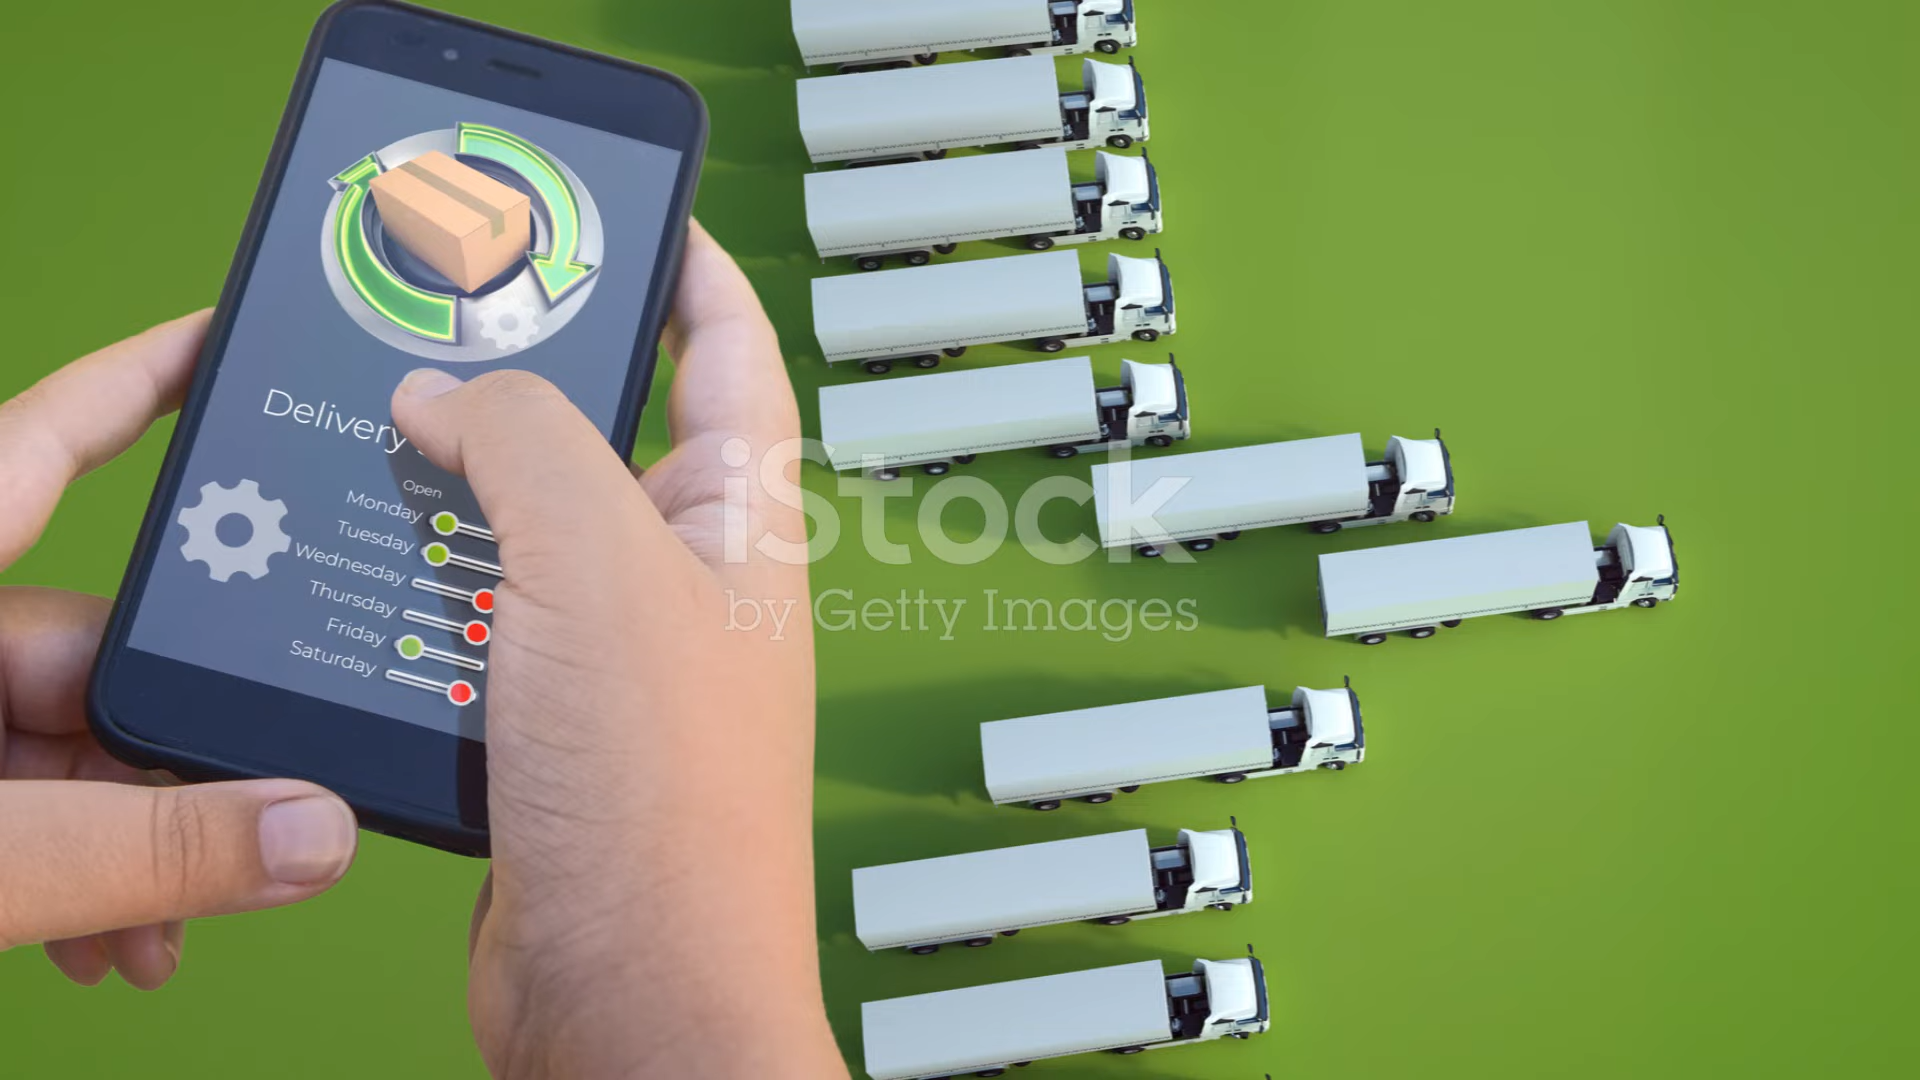 Delivery
Open
Monday
Tuesday
Wednesday
Thursday
Friday
Saturday
iStock
by Getty Images